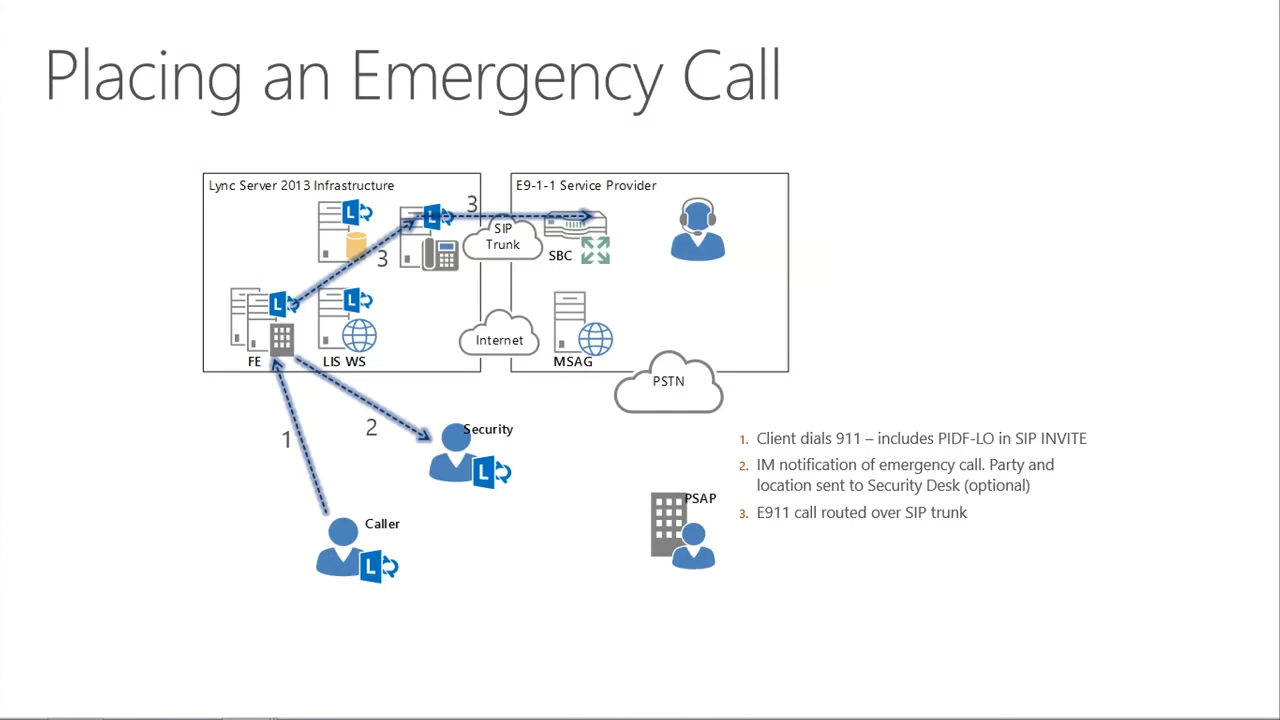 Placing an Emergency Call
Lync Server 2013 Infrastructure
E9-1-1 Service Provider
3
SIP
Trunk
3
SBC
Internet
FE
LIS WS
MSAG
PSTN
1
2
Security
Caller
PSAP
1. Client dials 911 – includes PIDF-LO in SIP INVITE
2. IM notification of emergency call. Party and
location sent to Security Desk (optional)
3. E911 call routed over SIP trunk